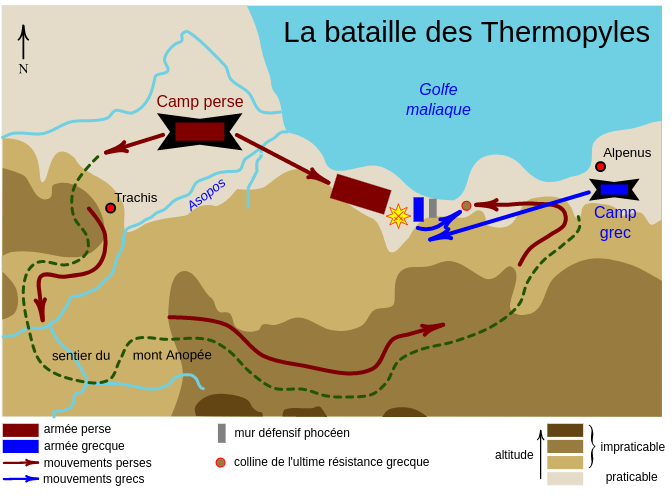 La bataille des Thermopyles
N
Golfe
maliaque
Camp perse
Alpenus
Trachis
Asopos
Camp
grec
sentier du mont Anopée
armée perse
armée grecque
mouvements perses
mouvements grecs
mur défensif phocéen
colline de l'ultime résistance grecque
altitude
impraticable
praticable